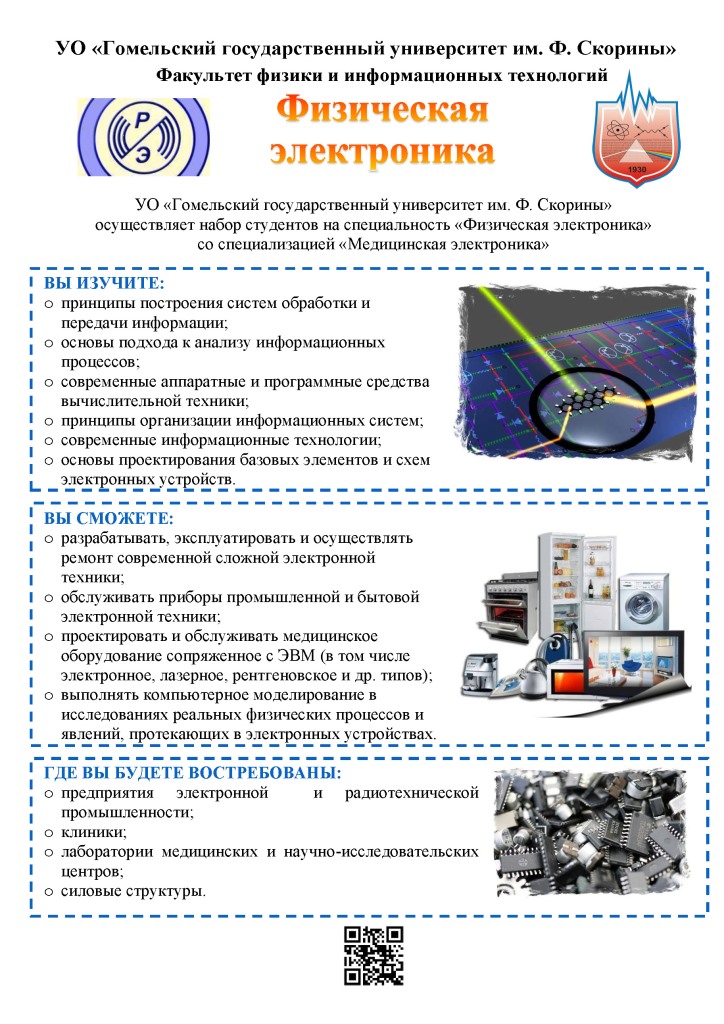 УО «Гомельский государственный университет им. Ф. Скорины»
Факультет физики и информационных технологий
Физическая
электроника
Р
Э
1930
УО «Гомельский государственный университет им. Ф. Скорины»
осуществляет набор студентов на специальность «Физическая электроника»
со специализацией «Медицинская электроника»
ВЫ ИЗУЧИТЕ:
o принципы построения систем обработки и
передачи информации;
o основы подхода к анализу информационных
процессов;
o современные аппаратные и программные средства
вычислительной техники;
o принципы организации информационных систем;
o современные информационные технологии;
o основы проектирования базовых элементов и схем
электронных устройств.
ВЫ СМОЖЕТЕ:
o разрабатывать, эксплуатировать и осуществлять
ремонт современной сложной электронной
техники;
o обслуживать приборы промышленной и бытовой
электронной техники;
o проектировать и обслуживать медицинское
оборудование сопряженное с ЭВМ (в том числе
электронное, лазерное, рентгеновское и др. типов);
o выполнять компьютерное моделирование в
исследованиях реальных физических процессов и
явлений, протекающих в электронных устройствах.
ГДЕ ВЫ БУДЕТЕ ВОСТРЕБОВАНЫ:
o предприятия электронной и радиотехнической
промышленности;
o клиники;
o лаборатории медицинских и научно-исследовательских
центров;
o силовые структуры.